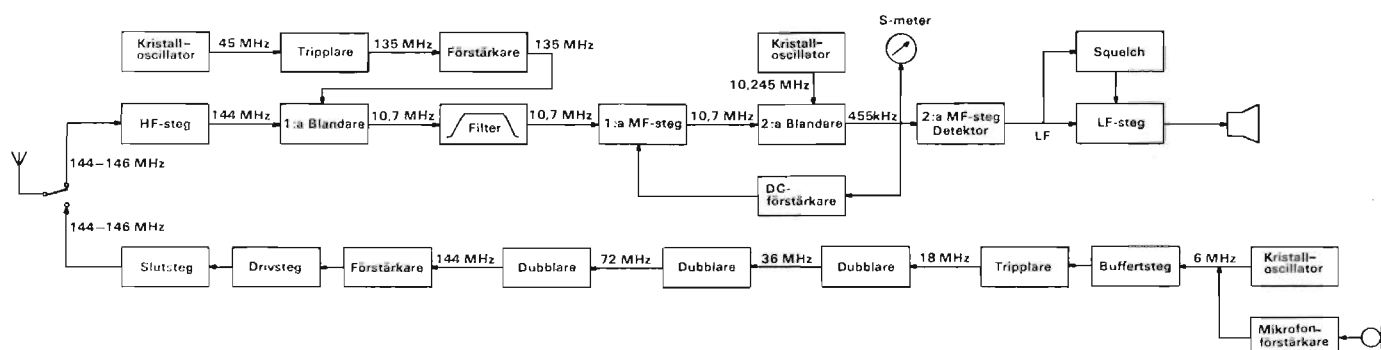 S-meter
Kristall-
oscillator
45 MHz
Tripplare
135 MHz
Förstärkare
135 MHz
Kristall-
oscillator
Squelch
10,245 MHz
HF-steg
144 MHz
1:a Blandare
10,7 MHz
Filter
10,7 MHz
1:a MF-steg
10,7 MHz
2:a Blandare
455kHz
2:a MF-steg
Detektor
LF
LF-steg
144–146 MHz
DC-
förstärkare
144–146 MHz
Slutsteg
Drivsteg
Förstärkare
144 MHz
Dubblare
72 MHz
Dubblare
36 MHz
Dubblare
18 MHz
Tripplare
Buffertsteg
6 MHz
Kristall-
oscillator
Mikrofon-
förstärkare